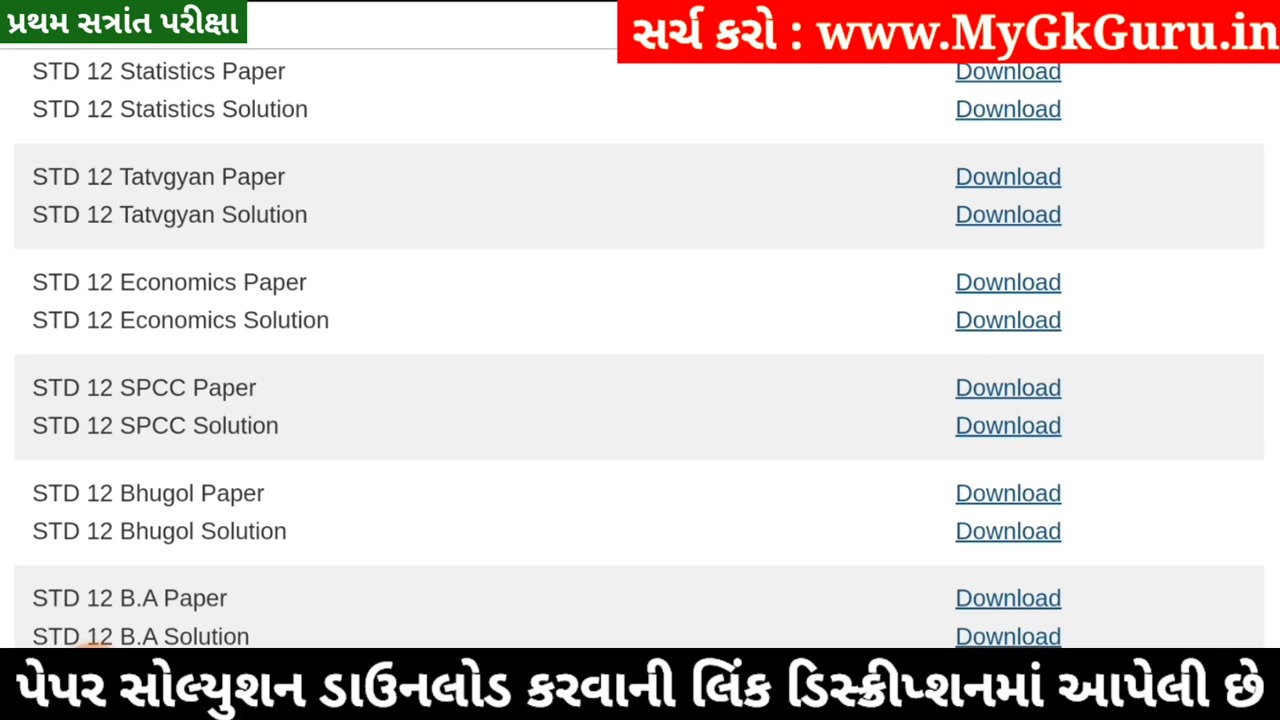 પ્રથમ સત્રાંત પરીક્ષા
સર્ચ કરો : www.MyGkGuru.in
STD 12 Statistics Paper Download
STD 12 Statistics Solution Download
STD 12 Tatvgyan Paper Download
STD 12 Tatvgyan Solution Download
STD 12 Economics Paper Download
STD 12 Economics Solution Download
STD 12 SPCC Paper Download
STD 12 SPCC Solution Download
STD 12 Bhugol Paper Download
STD 12 Bhugol Solution Download
STD 12 B.A Paper Download
STD 12 B.A Solution Download
પેપર સોલ્યુશન ડાઉનલોડ કરવાની લિંક ડિસ્ક્રીપ્શનમાં આપેલી છે